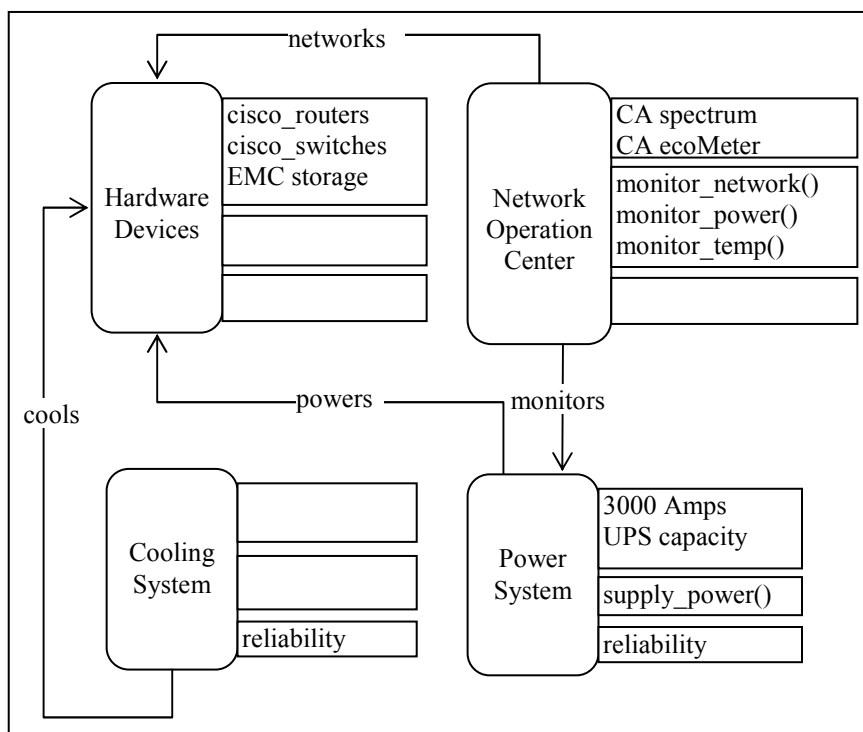 networks
cisco_routers
cisco_switches
EMC storage
Hardware
Devices
CA spectrum
CA ecoMeter
monitor_network()
monitor_power()
monitor_temp()
Network
Operation
Center
cools
powers
monitors
Cooling
System
reliability
3000 Amps
UPS capacity
Power
System
supply_power()
reliability